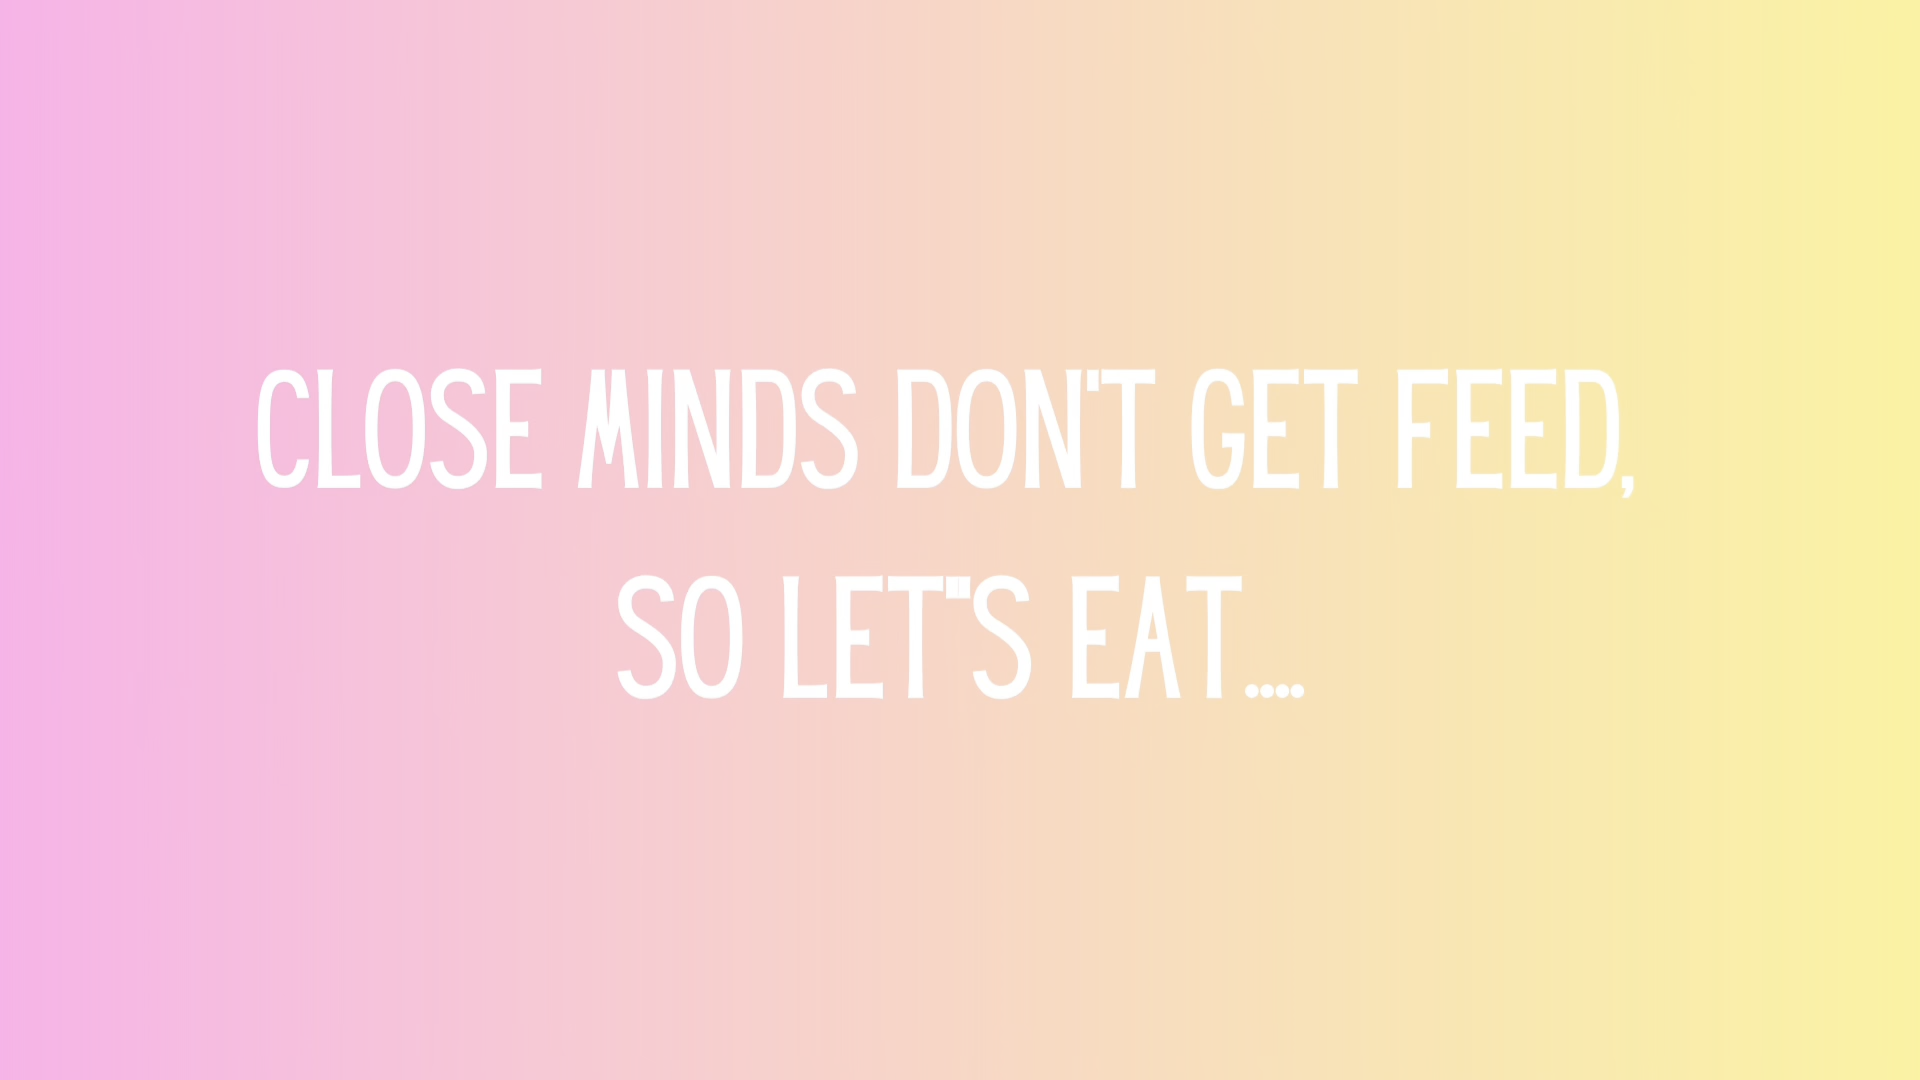 CLOSE MINDS DON'T GET FEED,
SO LET"S EAT....